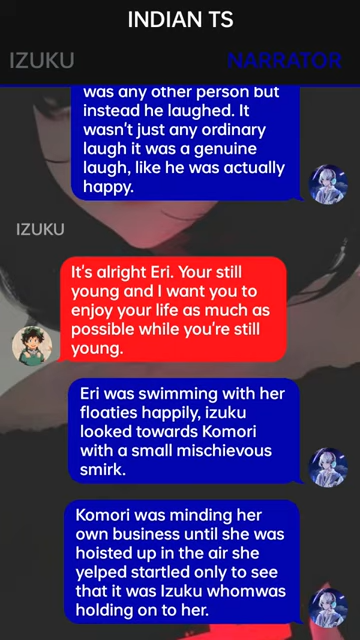 INDIAN TS
IZUKU
NARRATOR
was any other person but
instead he laughed. It
wasn't just any ordinary
laugh it was a genuine
laugh, like he was actually
happy.
IZUKU
It's alright Eri. Your still
young and I want you to
enjoy your life as much as
possible while you're still
young.
Eri was swimming with her
floaties happily, izuku
looked towards Komori
with a small mischievous
smirk.
Komori was minding her
own business until she was
hoisted up in the air she
yelped startled only to see
that it was Izuku whomwas
holding on to her.